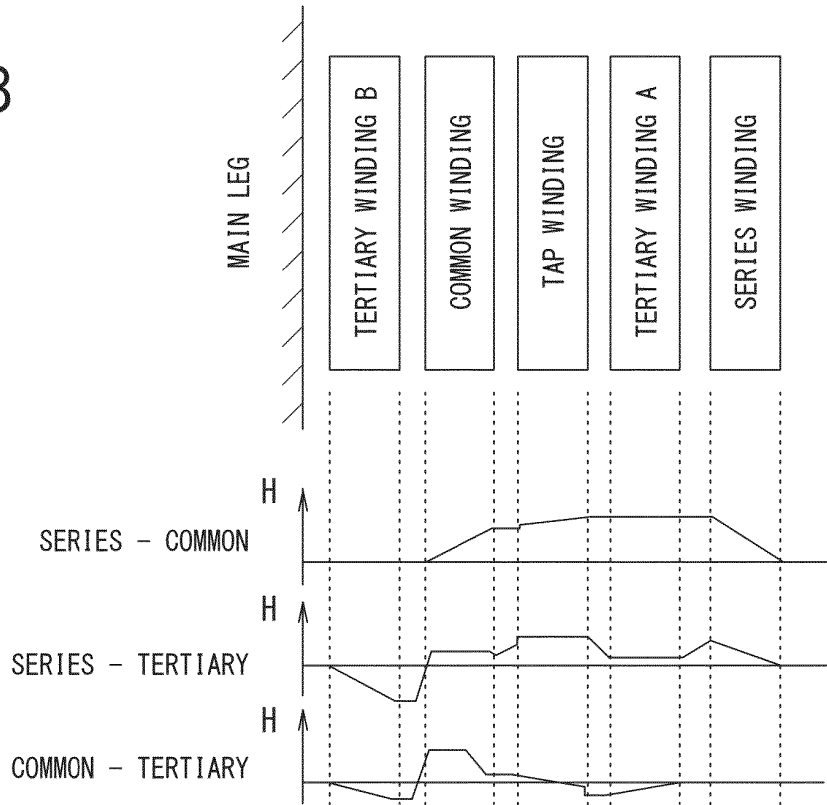 MAIN LEG
TERTIARY WINDING B
COMMON WINDING
TAP WINDING
TERTIARY WINDING A
SERIES WINDING
H
SERIES - COMMON
H
SERIES - TERTIARY
H
COMMON - TERTIARY